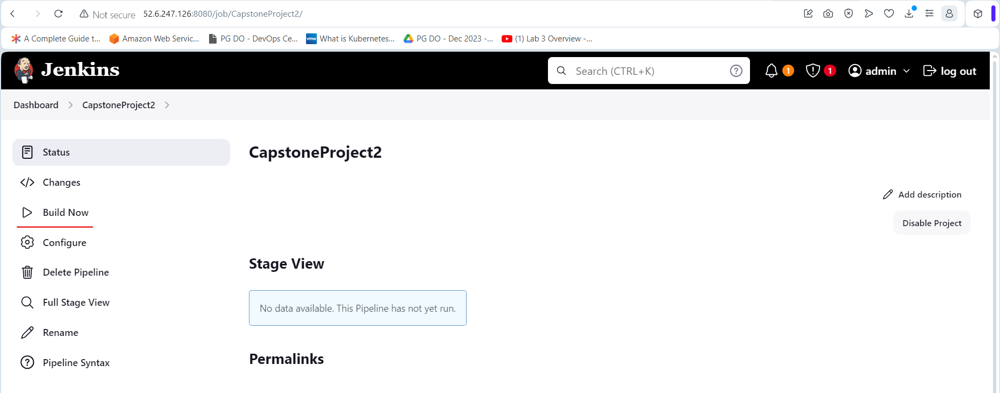 Not secure 52.6.247.126:8080/job/CapstoneProject2/
A Complete Guide t... Amazon Web Servic... PG DO - DevOps Ce... vmw What is Kubernetes... PG DO - Dec 2023 -... (1) Lab 3 Overview -...
Jenkins Search (CTRL+K) ? 1 1 admin log out
Dashboard CapstoneProject2
Status
Changes
Build Now
Configure
Delete Pipeline
Full Stage View
Rename
Pipeline Syntax
CapstoneProject2
Add description
Disable Project
Stage View
No data available. This Pipeline has not yet run.
Permalinks